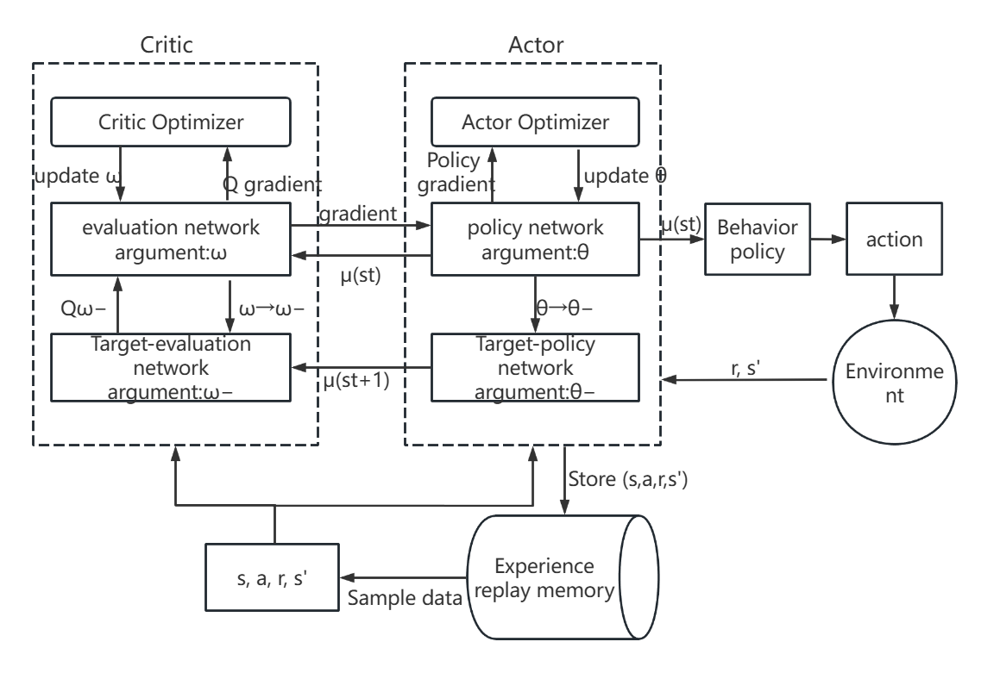 Critic
Actor
Critic Optimizer
Actor Optimizer
update ω
Q gradient
Policy
gradient
update θ
evaluation network
argument:ω
gradient
μ(st)
policy network
argument:θ
μ(st)
Behavior
policy
action
Qω−
ω→ω−
θ→θ−
Target-evaluation
network
argument:ω−
μ(st+1)
Target-policy
network
argument:θ−
r, s'
Environme
nt
Store (s,a,r,s')
s, a, r, s'
Sample data
Experience
replay memory